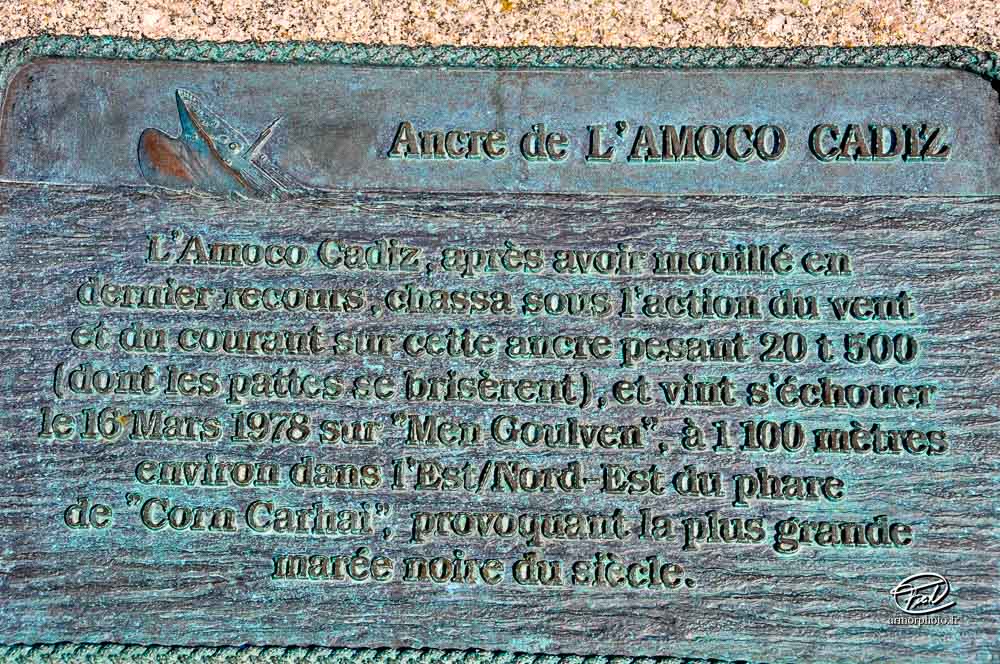 Ancre de L'AMOCO CADIZ
L'Amoco Cadiz, après avoir mouillé en
dernier recours, chassa sous l'action du vent
et du courant sur cette ancre pesant 20 t 500
(dont les pattes se brisèrent), et vint s'échouer
le 16 Mars 1978 sur "Men Goulven", à 1 100 mètres
environ dans l'Est/Nord-Est du phare
de "Corn Carhai", provoquant la plus grande
marée noire du siècle.
armorphoto.fr